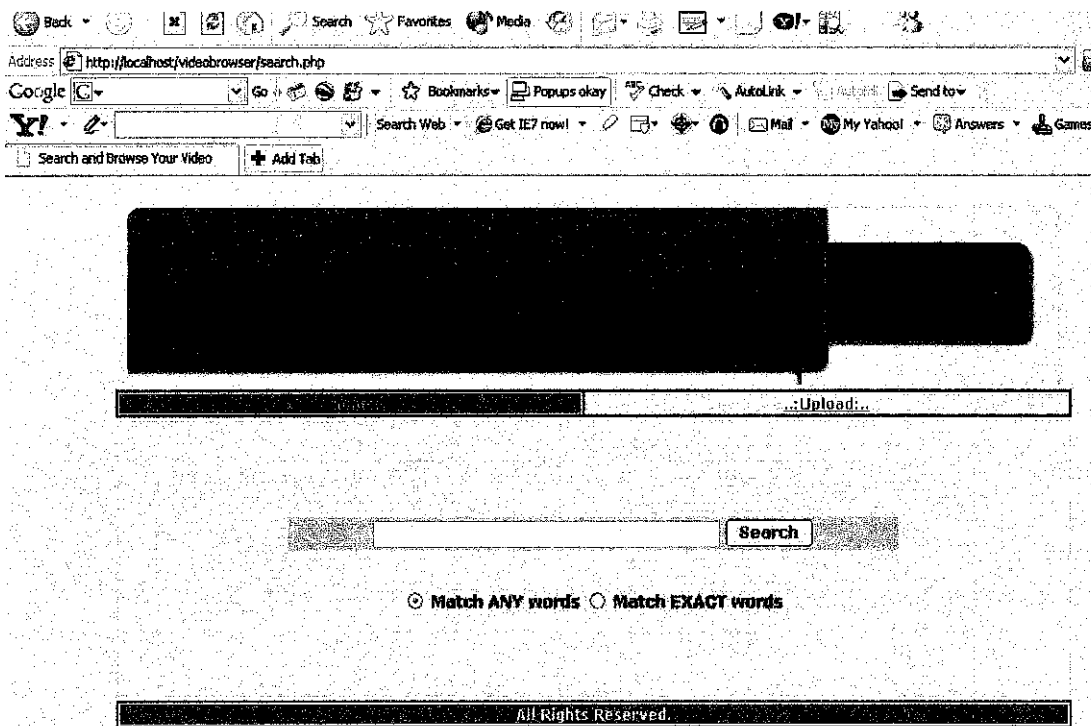 Back Search Favorites Media
Address http://localhost/videobrowser/search.php
Google G Go Bookmarks Popups okay Check AutoLink AutoFill Send to
Y! Search Web Get IE7 now! Mail My Yahoo! Answers Games
Search and Browse Your Video Add Tab
..:Upload:..
Search
Match ANY words Match EXACT words
All Rights Reserved.